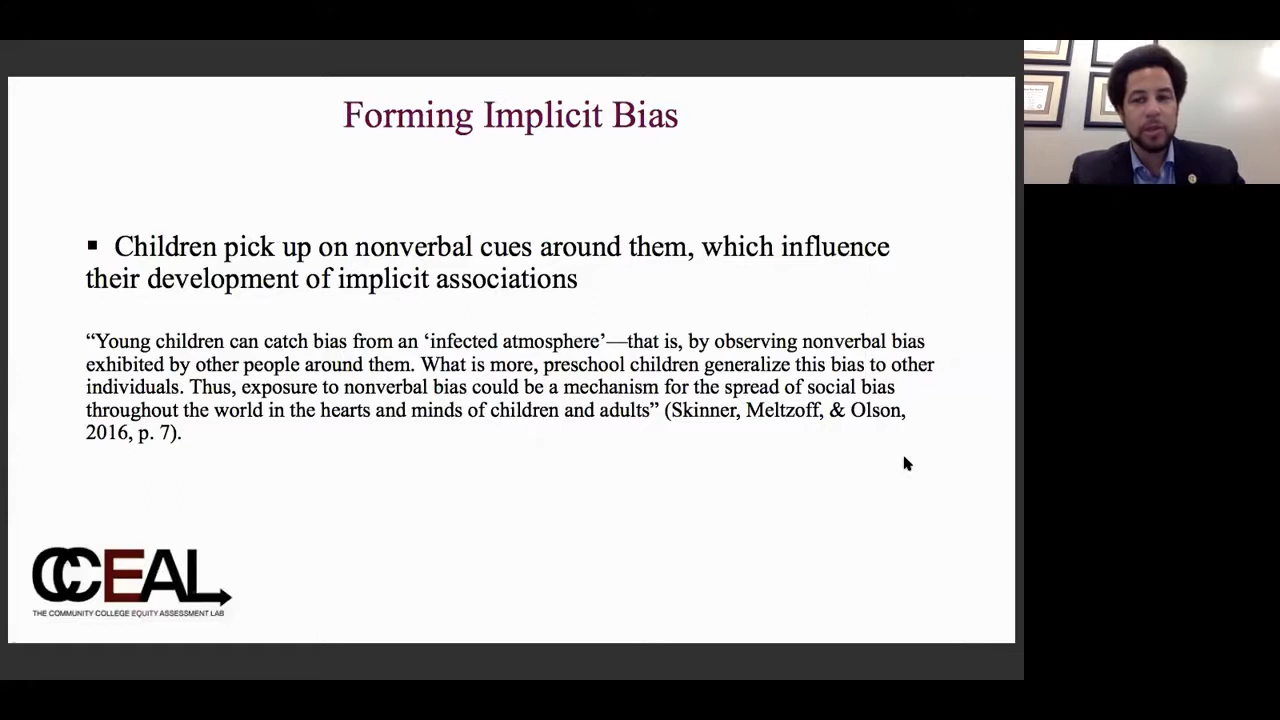 Forming Implicit Bias
▪ Children pick up on nonverbal cues around them, which influence
their development of implicit associations
“Young children can catch bias from an ‘infected atmosphere’—that is, by observing nonverbal bias
exhibited by other people around them. What is more, preschool children generalize this bias to other
individuals. Thus, exposure to nonverbal bias could be a mechanism for the spread of social bias
throughout the world in the hearts and minds of children and adults” (Skinner, Meltzoff, & Olson,
2016, p. 7).
CCEAL
THE COMMUNITY COLLEGE EQUITY ASSESSMENT LAB